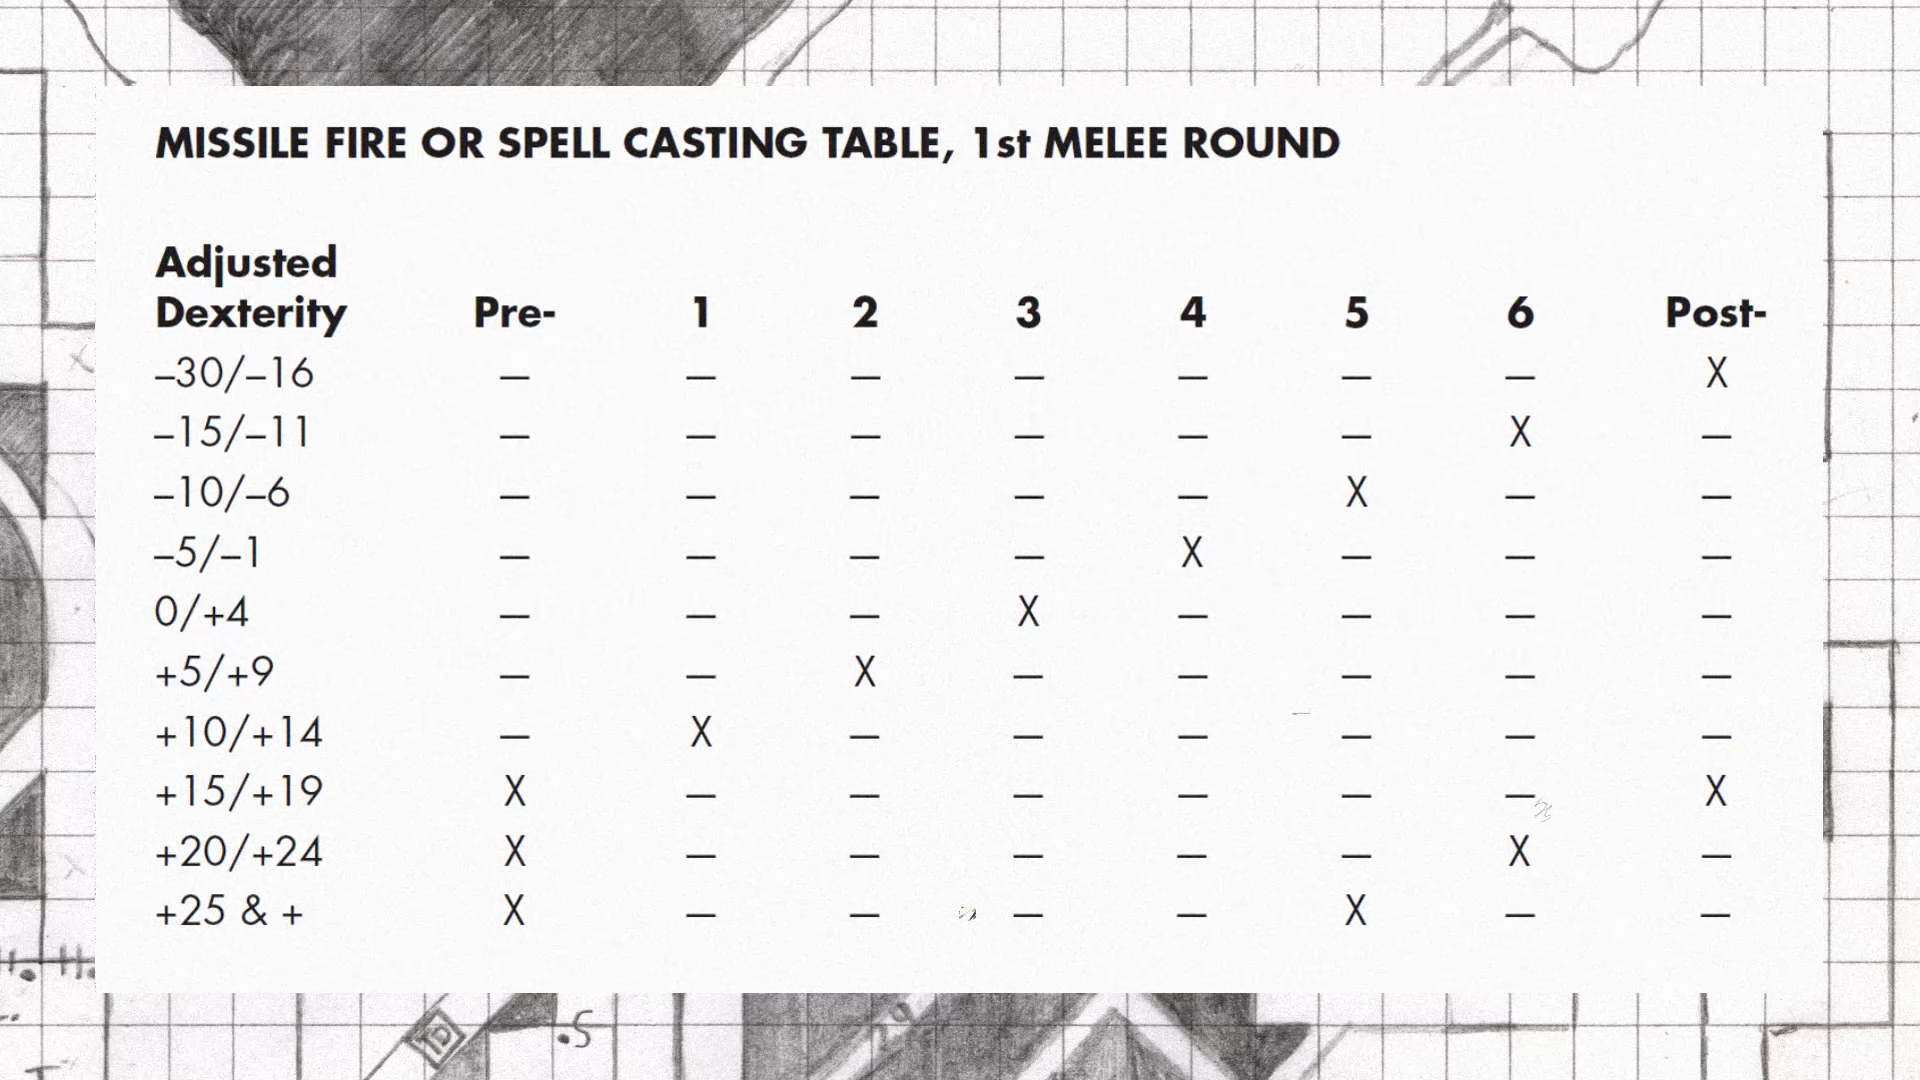 MISSILE FIRE OR SPELL CASTING TABLE, 1st MELEE ROUND
Adjusted
Dexterity Pre- 1 2 3 4 5 6 Post-
–30/–16 — — — — — — — X
–15/–11 — — — — — — X —
–10/–6 — — — — — X — —
–5/–1 — — — — X — — —
0/+4 — — — X — — — —
+5/+9 — — X — — — — —
+10/+14 — X — — — — — —
+15/+19 X — — — — — — X
+20/+24 X — — — — — X —
+25 & + X — — — — X — —
TD
.S